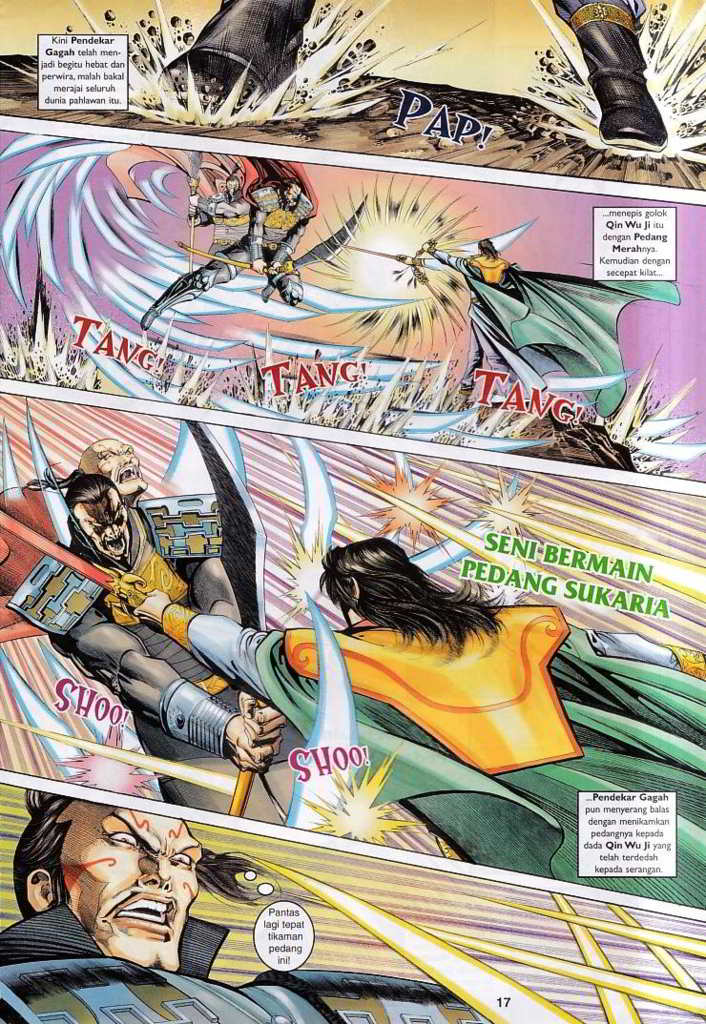 Kini Pendekar
Gagah telah men-
jadi begitu hebat dan
perwira, malah bakal
merajai seluruh
dunia pahlawan itu.
PAP!
...menepis golok
Qin Wu Ji
dengan Pedang
Merahnya.
Kemudian dengan
secepat kilat...
TANG!
TANG!
TANG!
SENI BERMAIN
PEDANG SUKARIA
SHOO!
SHOO!
...Pendekar Gagah
pun menyerang balas
dengan menikamkan
pedangnya kepada
dada Qin Wu Ji yang
telah terdedah
kepada serangan.
Pantas
lagi tepat
tikaman
pedang
ini!
17